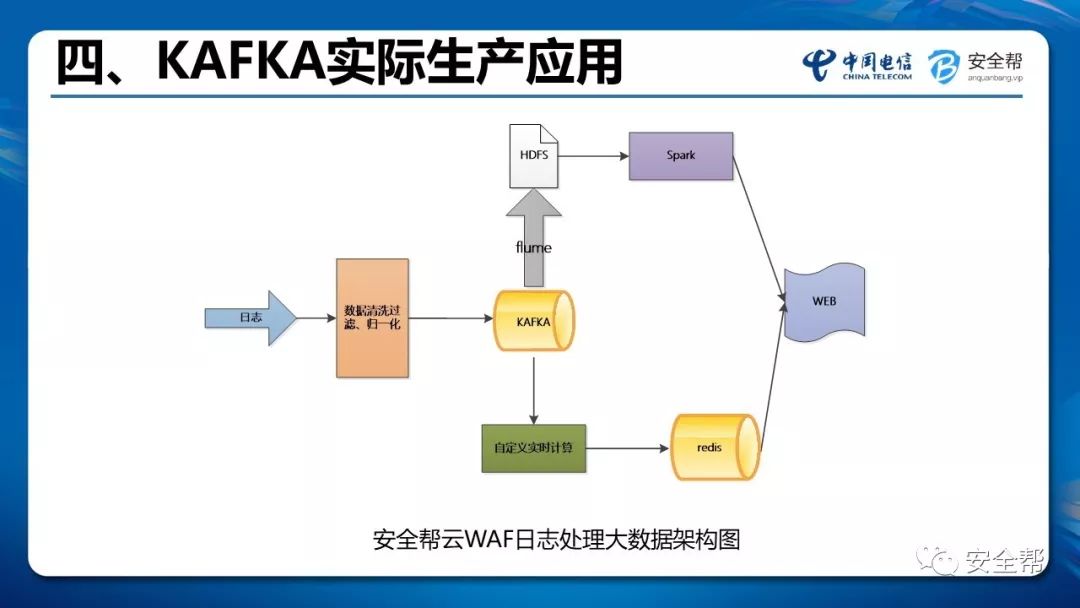 四、KAFKA实际生产应用
中国电信
CHINA TELECOM
安全帮
anquanbang.vip
HDFS
Spark
flume
WEB
日志
数据清洗过
滤、归一化
KAFKA
自定义实时计算
redis
安全帮云WAF日志处理大数据架构图
安全帮